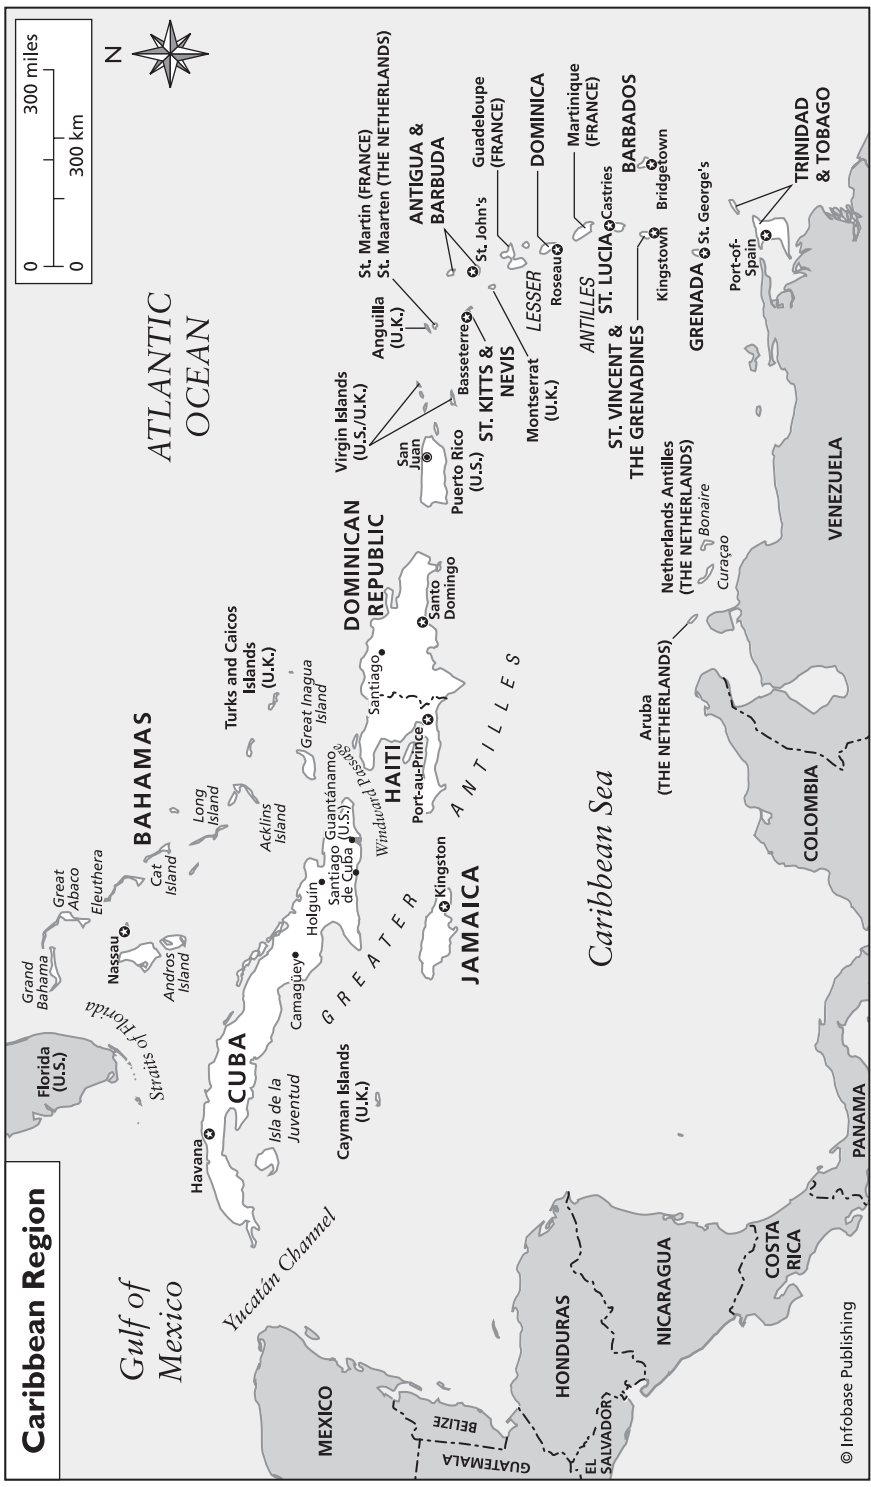 Caribbean Region
N
0 300 miles
0 300 km
Gulf of
Mexico
ATLANTIC
OCEAN
Florida
(U.S.)
Straits of Florida
Grand
Bahama
Great
Abaco
Eleuthera
Nassau
Andros
Island
Cat
Island
BAHAMAS
Long
Island
Acklins
Island
Turks and Caicos
Islands
(U.K.)
Great Inagua
Island
Havana
CUBA
Isla de la
Juventud
Camagüey
Holguín
Santiago
de Cuba
Guantánamo
(U.S.)
Windward Passage
Yucatán Channel
Cayman Islands
(U.K.)
GREATER
ANTILLES
JAMAICA
Kingston
HAITI
Port-au-Prince
DOMINICAN
REPUBLIC
Santiago
Santo
Domingo
San
Juan
Puerto Rico
(U.S.)
Virgin Islands
(U.S./U.K.)
Anguilla
(U.K.)
St. Martin (FRANCE)
St. Maarten (THE NETHERLANDS)
ANTIGUA &
BARBUDA
St. John's
Basseterre
ST. KITTS &
NEVIS
Montserrat
(U.K.)
Guadeloupe
(FRANCE)
LESSER
ANTILLES
DOMINICA
Roseau
Martinique
(FRANCE)
ST. LUCIA
Castries
BARBADOS
Bridgetown
ST. VINCENT &
THE GRENADINES
Kingstown
GRENADA
St. George's
TRINIDAD
& TOBAGO
Port-of-
Spain
Caribbean Sea
Netherlands Antilles
(THE NETHERLANDS)
Bonaire
Curaçao
Aruba
(THE NETHERLANDS)
VENEZUELA
COLOMBIA
PANAMA
COSTA
RICA
NICARAGUA
HONDURAS
EL
SALVADOR
GUATEMALA
BELIZE
MEXICO
© Infobase Publishing